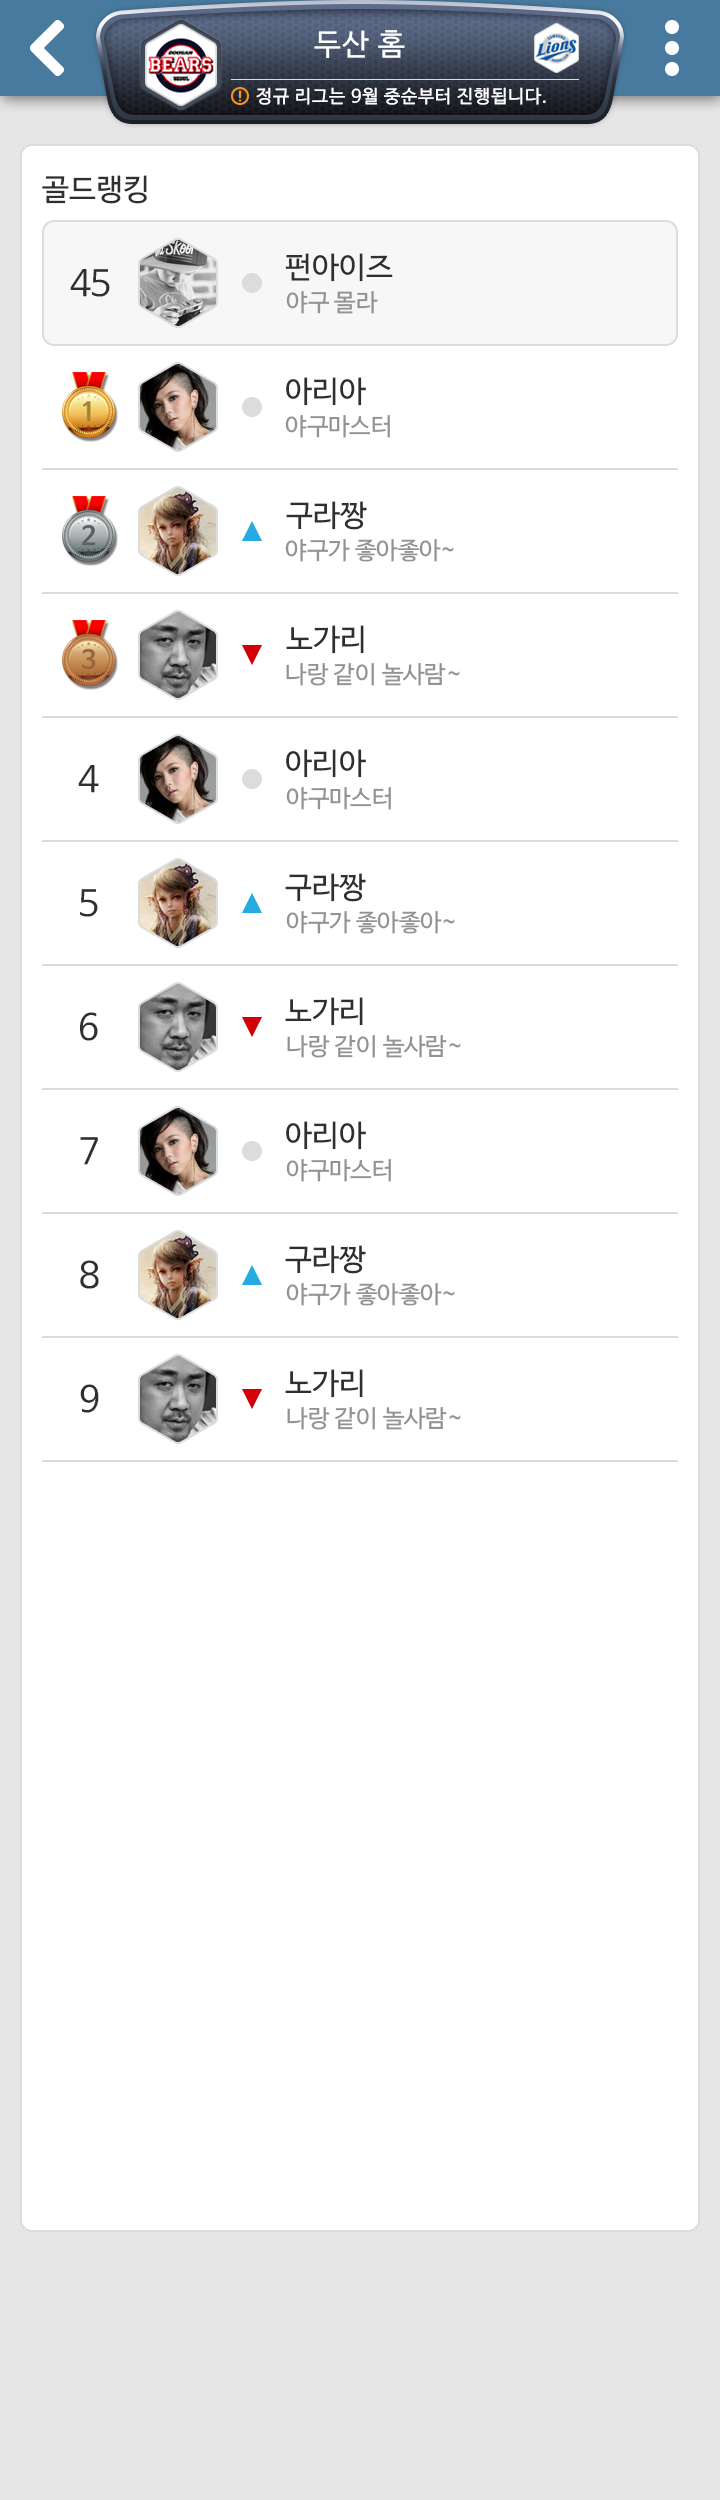 두산 홈
DOOSAN
BEARS
SEOUL
Lions
정규 리그는 9월 중순부터 진행됩니다.
골드랭킹
45
펀아이즈
야구 몰라
1
아리아
야구마스터
2
구라짱
야구가 좋아좋아~
3
노가리
나랑 같이 놀사람~
4
아리아
야구마스터
5
구라짱
야구가 좋아좋아~
6
노가리
나랑 같이 놀사람~
7
아리아
야구마스터
8
구라짱
야구가 좋아좋아~
9
노가리
나랑 같이 놀사람~